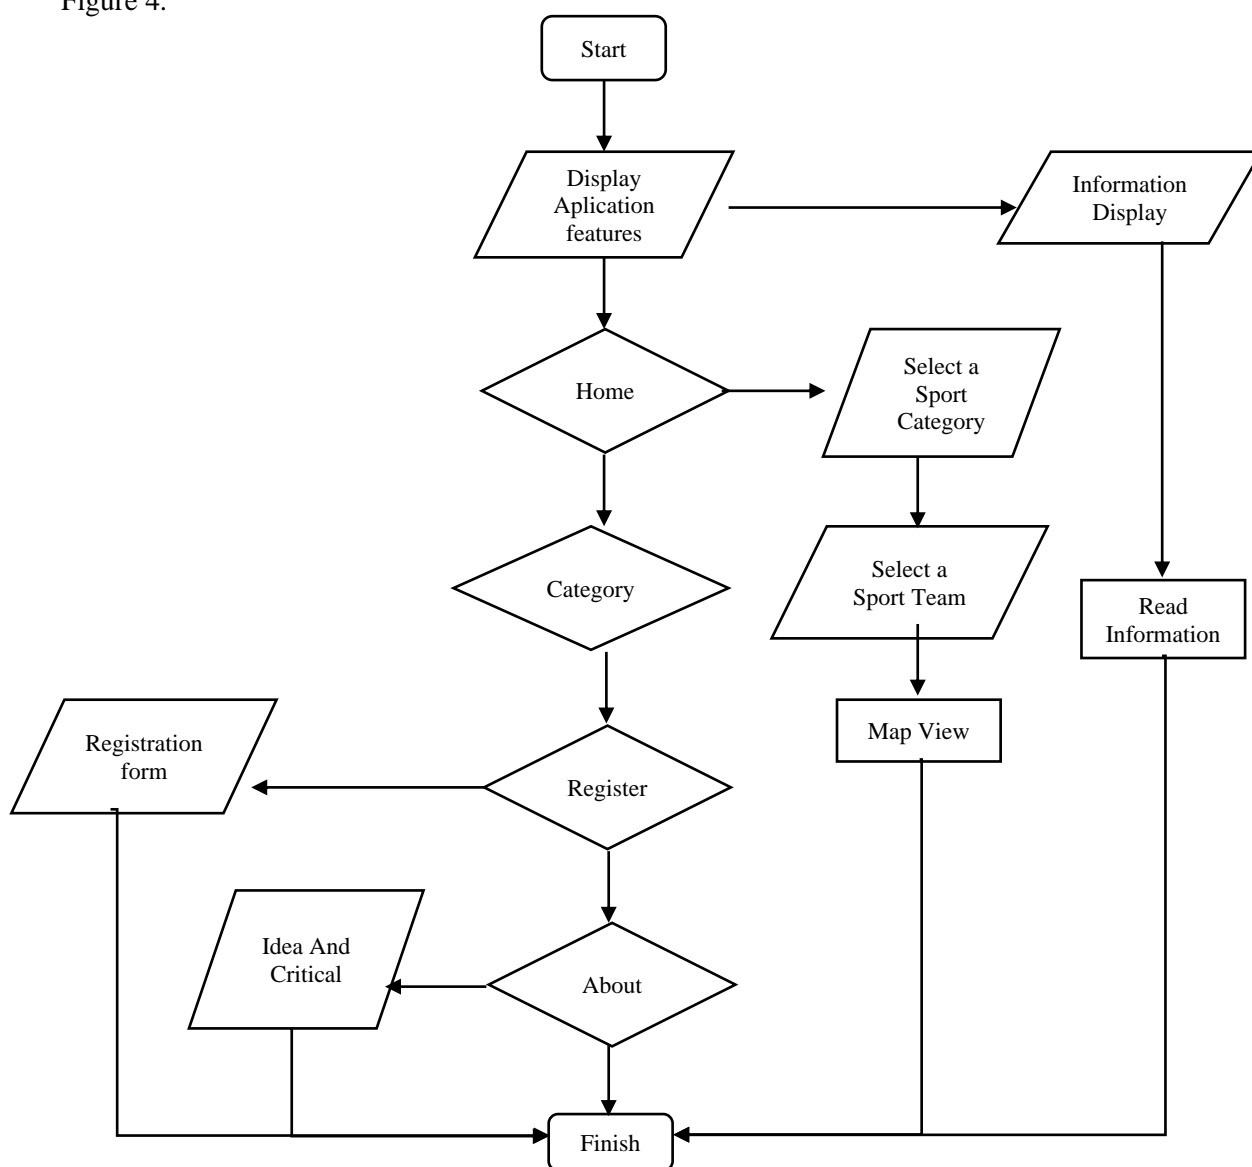 Figure 4.
Start
Display
Aplication
features
Information
Display
Home
Select a
Sport
Category
Category
Select a
Sport Team
Read
Information
Registration
form
Register
Map View
Idea And
Critical
About
Finish